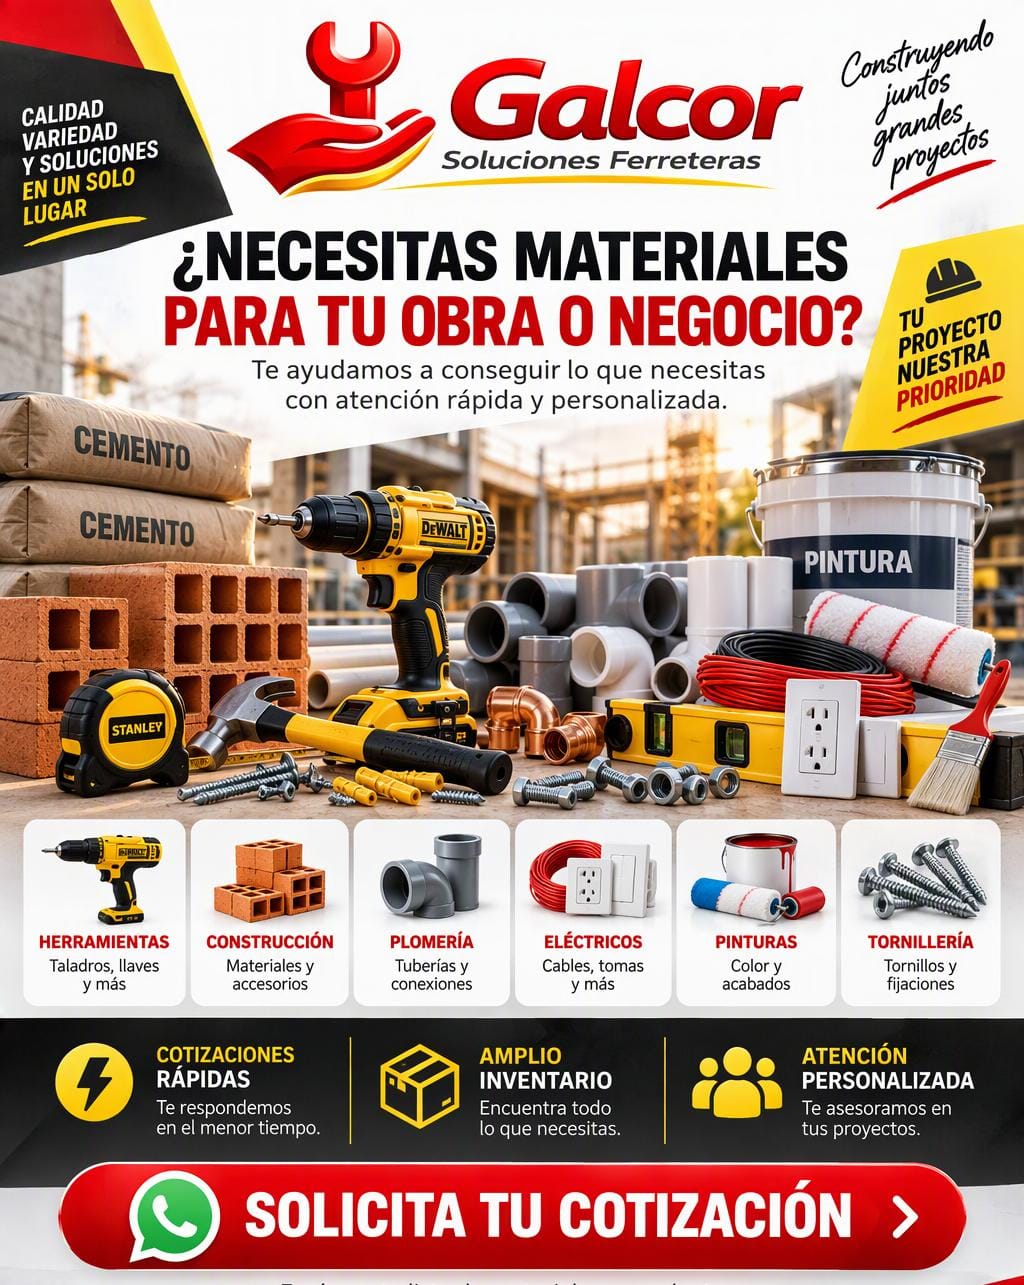 CALIDAD
VARIEDAD
Y SOLUCIONES
EN UN SOLO
LUGAR
Galcor
Soluciones Ferreteras
Construyendo
juntos
grandes
proyectos
¿NECESITAS MATERIALES
PARA TU OBRA O NEGOCIO?
Te ayudamos a conseguir lo que necesitas
con atención rápida y personalizada.
TU
PROYECTO
NUESTRA
PRIORIDAD
CEMENTO
CEMENTO
DEWALT
PINTURA
STANLEY
HERRAMIENTAS
Taladros, llaves
y más
CONSTRUCCIÓN
Materiales y
accesorios
PLOMERÍA
Tuberías y
conexiones
ELÉCTRICOS
Cables, tomas
y más
PINTURAS
Color y
acabados
TORNILLERÍA
Tornillos y
fijaciones
COTIZACIONES
RÁPIDAS
Te respondemos
en el menor tiempo.
AMPLIO
INVENTARIO
Encuentra todo
lo que necesitas.
ATENCIÓN
PERSONALIZADA
Te asesoramos en
tus proyectos.
SOLICITA TU COTIZACIÓN